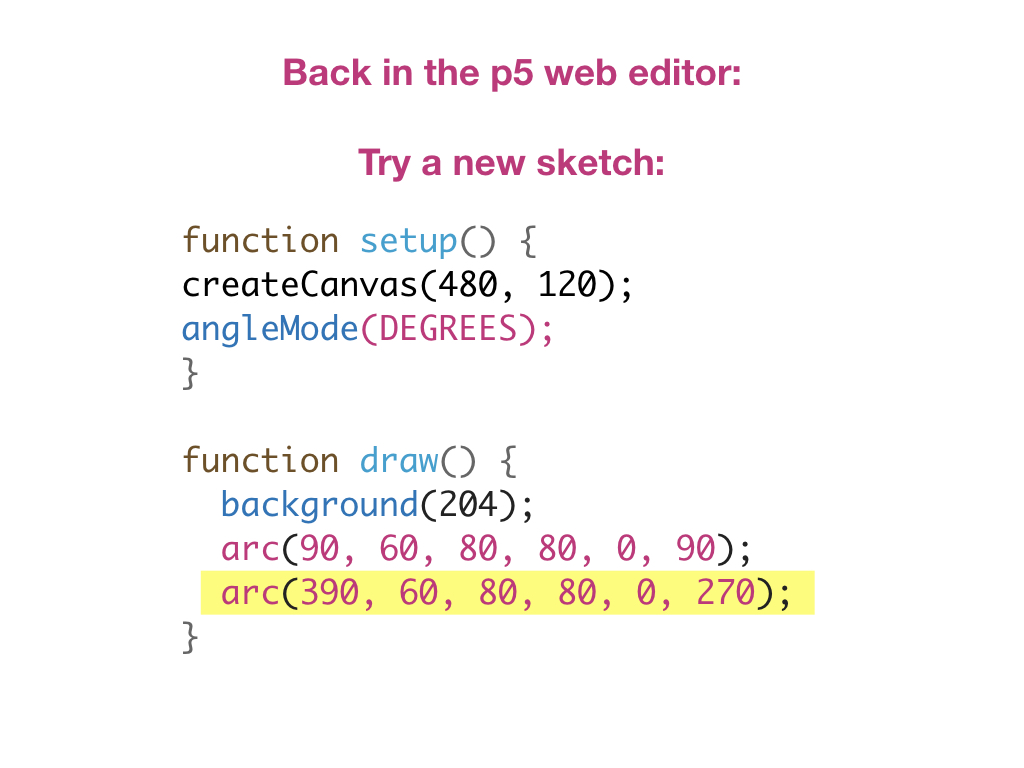 Back in the p5 web editor:
Try a new sketch:
function setup() {
createCanvas(480, 120);
angleMode(DEGREES);
}
function draw() {
  background(204);
  arc(90, 60, 80, 80, 0, 90);
  arc(390, 60, 80, 80, 0, 270);
}